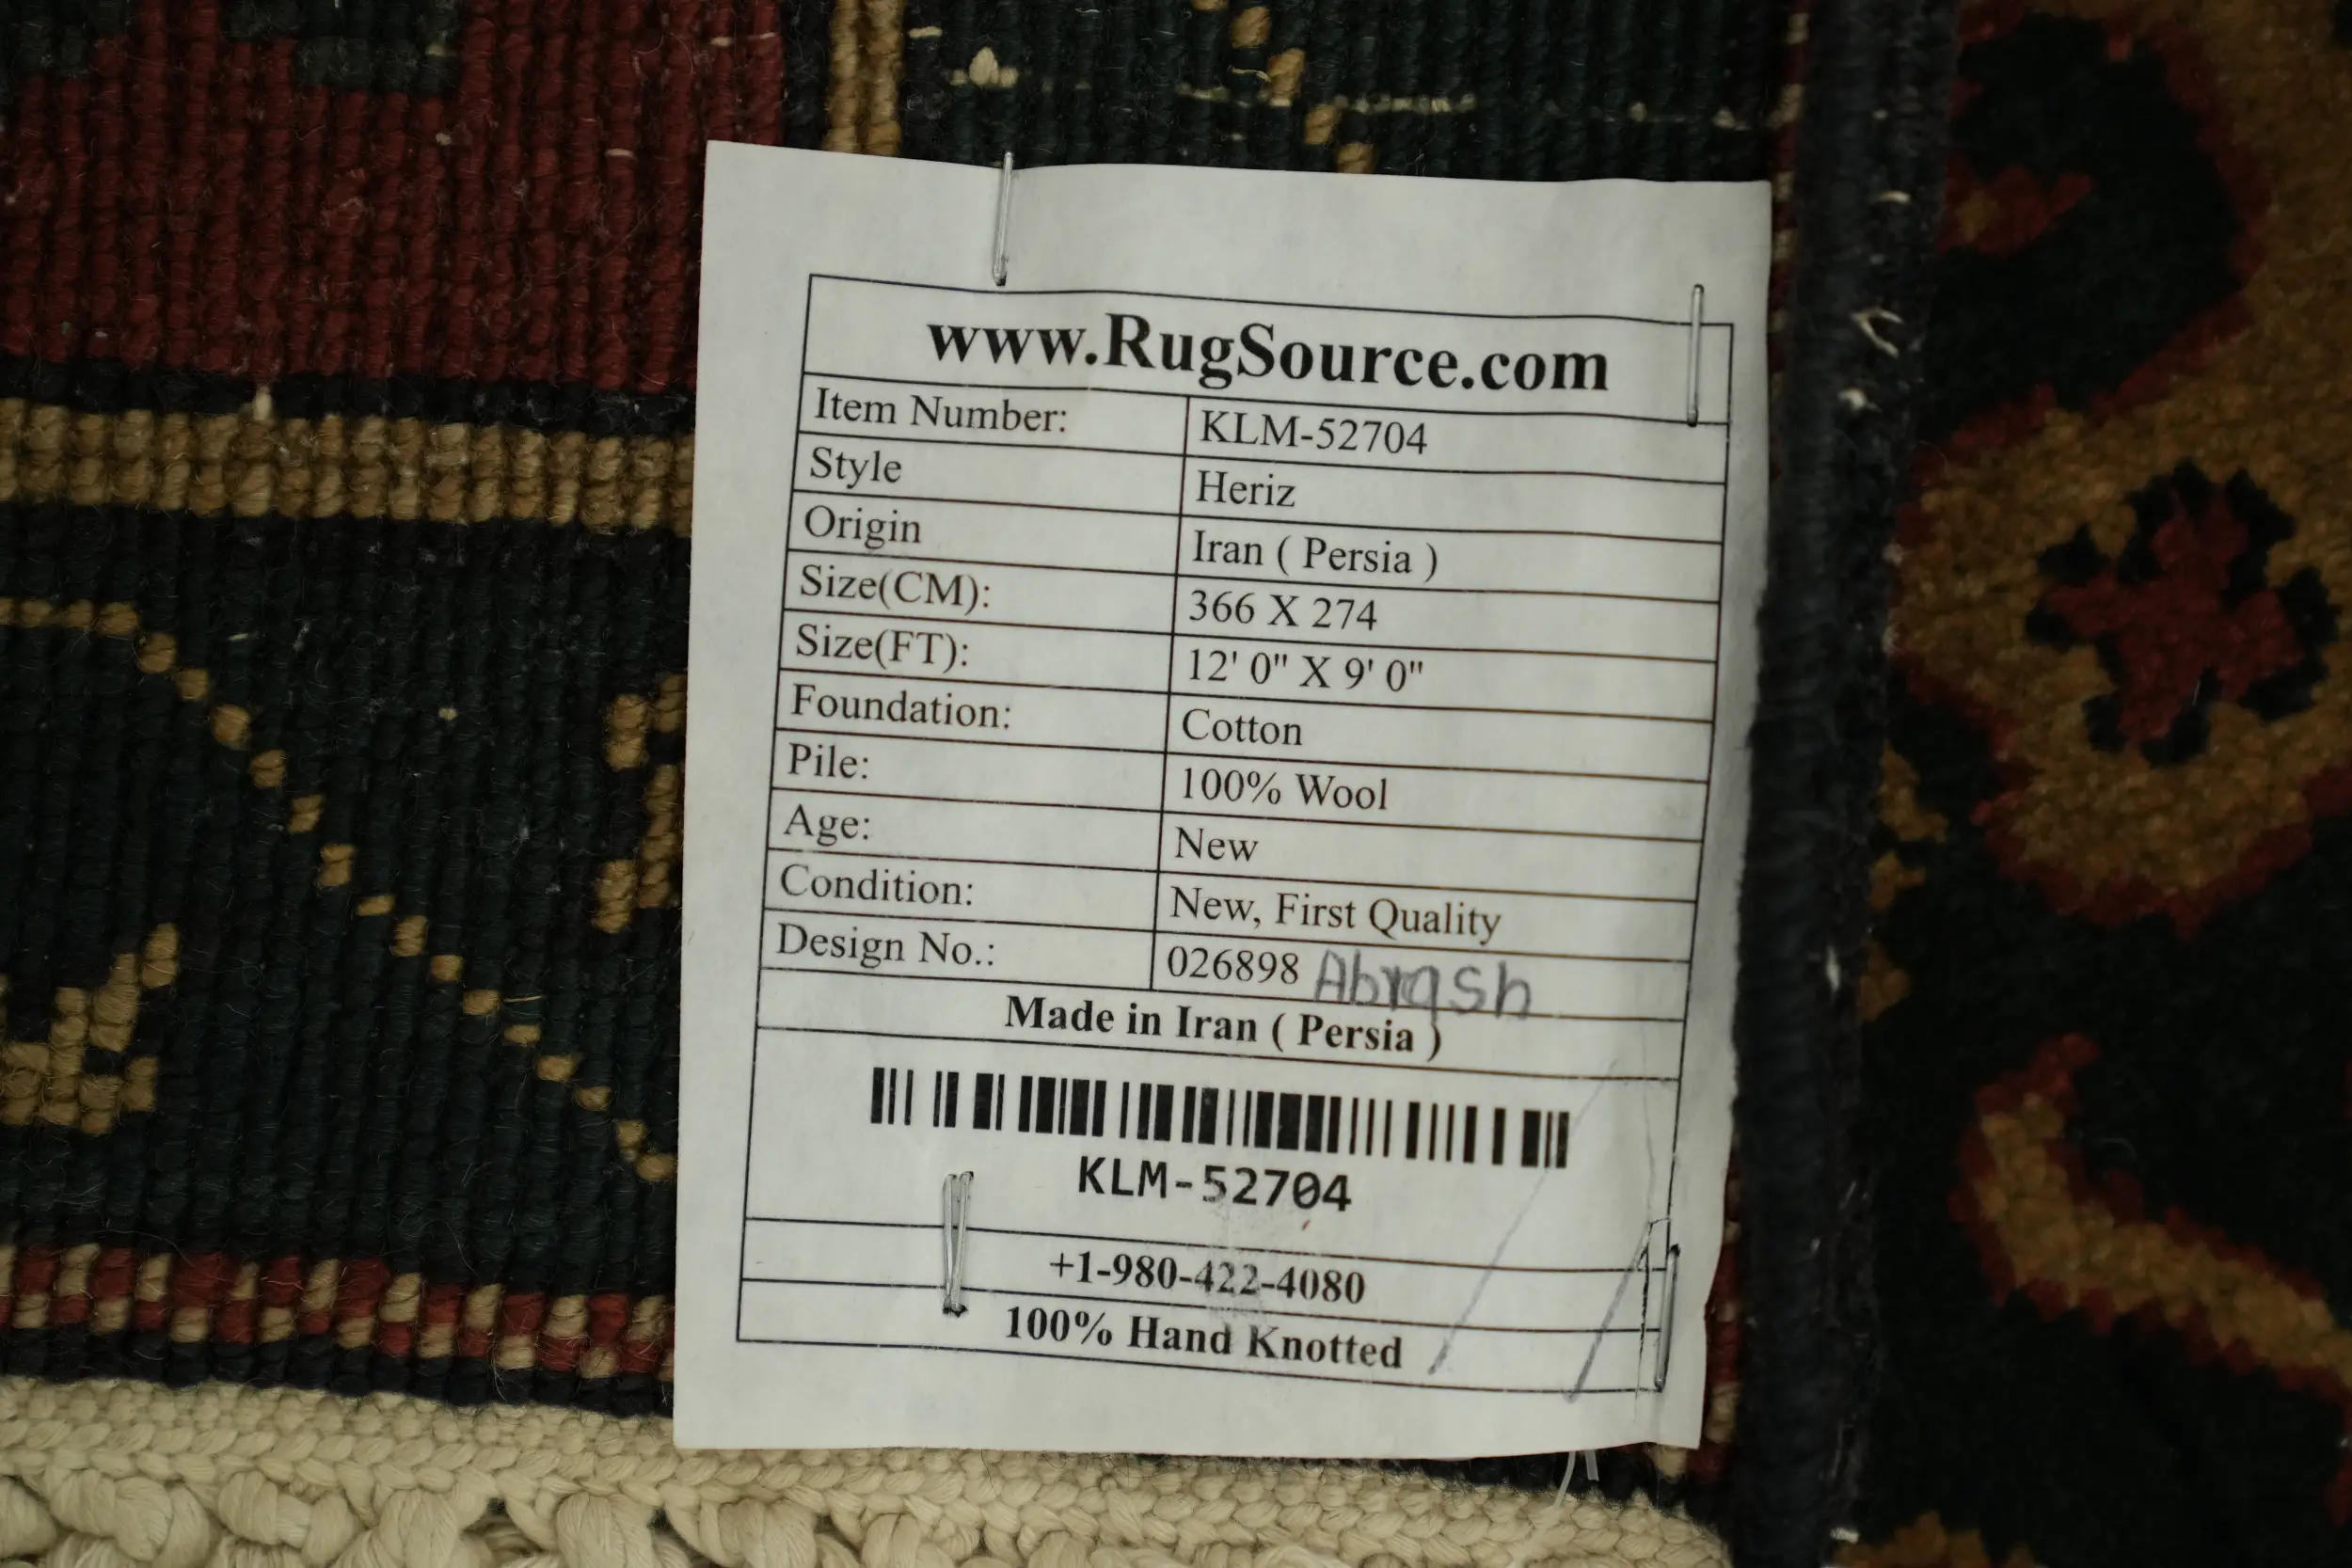 www.RugSource.com
Item Number: KLM-52704
Style Heriz
Origin Iran ( Persia )
Size(CM): 366 X 274
Size(FT): 12' 0" X 9' 0"
Foundation: Cotton
Pile: 100% Wool
Age: New
Condition: New, First Quality
Design No.: 026898 Abrqsh
Made in Iran ( Persia )
KLM-52704
+1-980-422-4080
100% Hand Knotted